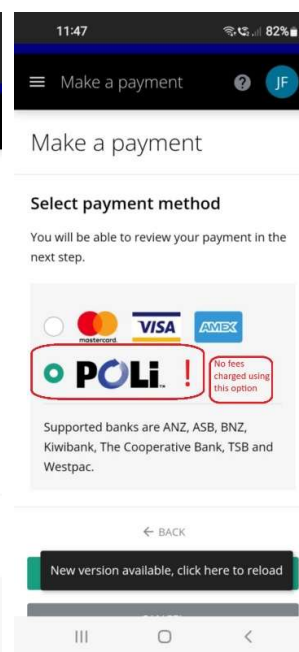 11:47
82%
Make a payment
?
JF
Make a payment
Select payment method
You will be able to review your payment in the
next step.
mastercard
VISA
AMEX
POLi !
No fees
charged using
this option
Supported banks are ANZ, ASB, BNZ,
Kiwibank, The Cooperative Bank, TSB and
Westpac.
← BACK
New version available, click here to reload